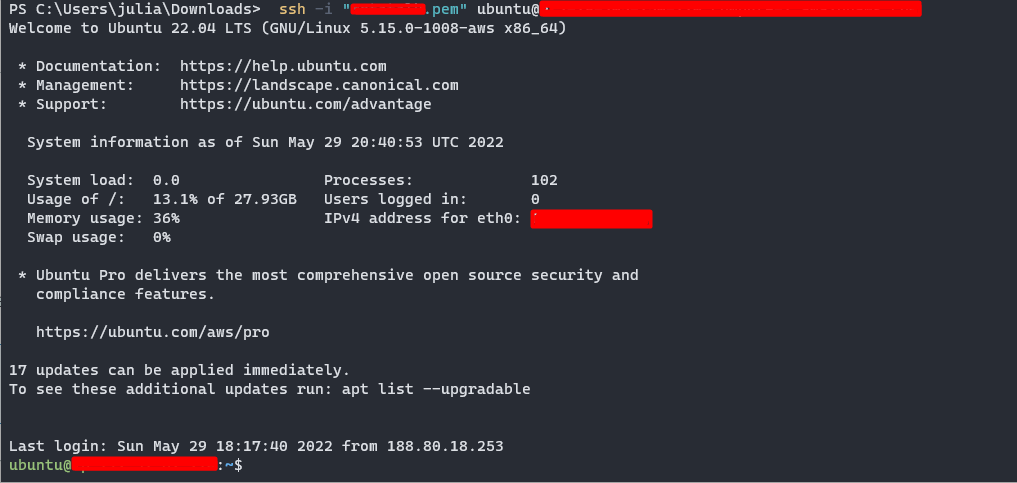 PS C:\Users\julia\Downloads> ssh -i ".pem" ubuntu@
Welcome to Ubuntu 22.04 LTS (GNU/Linux 5.15.0-1008-aws x86_64)
* Documentation: https://help.ubuntu.com
* Management: https://landscape.canonical.com
* Support: https://ubuntu.com/advantage
System information as of Sun May 29 20:40:53 UTC 2022
System load: 0.0 Processes: 102
Usage of /: 13.1% of 27.93GB Users logged in: 0
Memory usage: 36% IPv4 address for eth0:
Swap usage: 0%
* Ubuntu Pro delivers the most comprehensive open source security and
compliance features.
https://ubuntu.com/aws/pro
17 updates can be applied immediately.
To see these additional updates run: apt list --upgradable
Last login: Sun May 29 18:17:40 2022 from 188.80.18.253
ubuntu@:~$